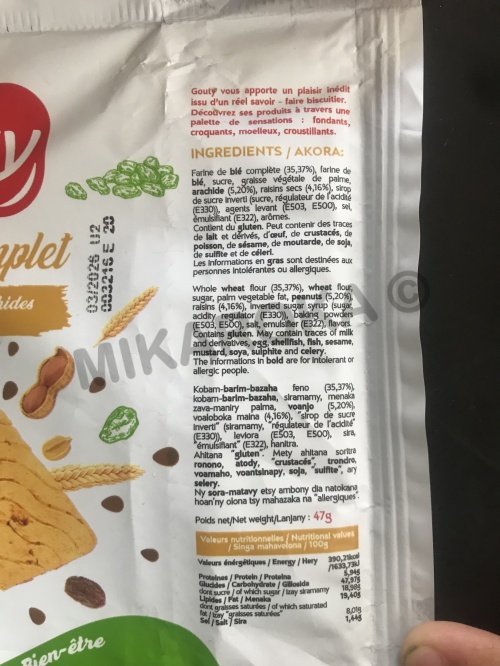 Gouty vous apporte un plaisir inédit
issu d'un réel savoir - faire biscuitier.
Découvrez ses produits à travers une
palette de sensations : fondants,
croquants, moelleux, croustillants.
INGREDIENTS / AKORA:
Farine de blé complète (35,37%), farine de
blé, sucre, graisse végétale de palme,
arachide (5,20%), raisins secs (4,16%), sirop
de sucre inverti (sucre, régulateur de l'acidité
(E330)), agents levant (E503, E500), sel,
émulsifiant (E322), arômes.
Contient du gluten. Peut contenir des traces
de lait et dérivés, d'œuf, de crustacés, de
poisson, de sésame, de moutarde, de soja,
de sulfite et de céleri.
Les informations en gras sont destinées aux
personnes intolérantes ou allergiques.
Whole wheat flour (35,37%), wheat flour,
sugar, palm vegetable fat, peanuts (5,20%),
raisins (4,16%), inverted sugar syrup (sugar,
acidity regulator (E330)), baking powders
(E503, E500), salt, emulsifier (E322), flavors.
Contains gluten. May contain traces of milk
and derivatives, egg, shellfish, fish, sesame,
mustard, soya, sulphite and celery.
The informations in bold are for intolerant or
allergic people.
Kobam-barim-bazaha feno (35,37%),
kobam-barim-bazaha, siramamy, menaka
zava-maniry palma, voanjo (5,20%),
voaloboka maina (4,16%), "sirop de sucre
inverti" (siramamy, "régulateur de l'acidité"
(E330)), leviora (E503, E500), sira,
"émulsifiant" (E322), hanitra.
Ahitana "gluten". Mety ahitana soritra
ronono, atody, "crustacés", trondro,
voamaho, voantsinapy, soja, "sulfite", ary
selery.
Ny sora-matavy etsy ambony dia natokana
hoan'ny olona tsy mahazaka na "allergiques".
Poids net/Net weight/Lanjany : 47g
Valeurs nutritionnelles / Nutritional values
/ Singa mahavelona / 100g
Valeurs énergétiques / Energy / Hery 390,21kcal
/1633,73kJ
Protéines / Protein / Proteina 5,94g
Glucides / Carbohydrate / Gliosida 47,97g
dont sucre / of which sugar / izay siramamy 18,98g
Lipides / Fat / Menaka 19,40g
dont graisses saturées / of which saturated
fat / izay "graisses saturées" 8,01g
Sel / Salt / Sira 1,44g
mplet
hides
03/2026 U2
003216 E 20
Bien-être
MIKA
©